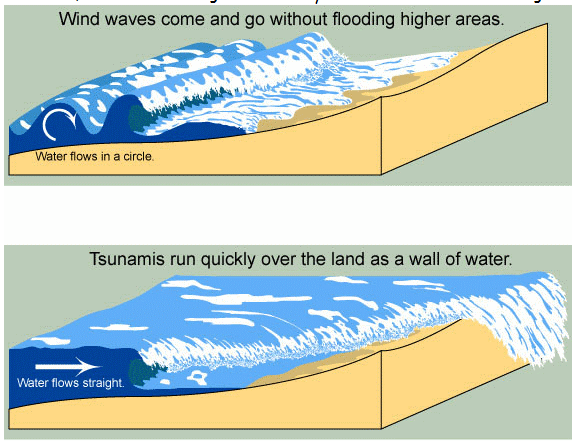 Wind waves come and go without flooding higher areas.
Water flows in a circle.
Tsunamis run quickly over the land as a wall of water.
Water flows straight.